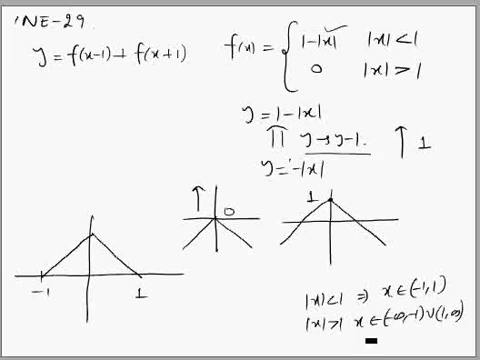 NE-29.
y = f(x-1) + f(x+1)
f(x) = { 1-|x| |x| < 1
0 |x| > 1
y = 1-|x|
⇑ y→y-1. ↑ 1
y = -|x|
↑ 0
1
-1 1
|x|<1 ⇒ x∈(-1,1)
|x|>1 x∈(-∞,-1)∪(1,∞)